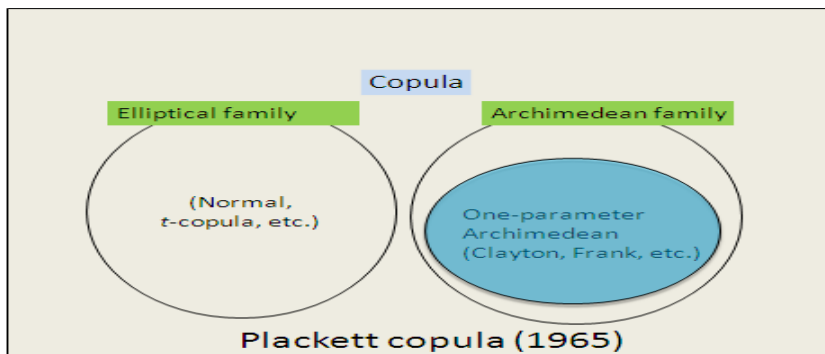 Copula
Elliptical family
Archimedean family
(Normal,
t-copula, etc.)
One-parameter
Archimedean
(Clayton, Frank, etc.)
Plackett copula (1965)